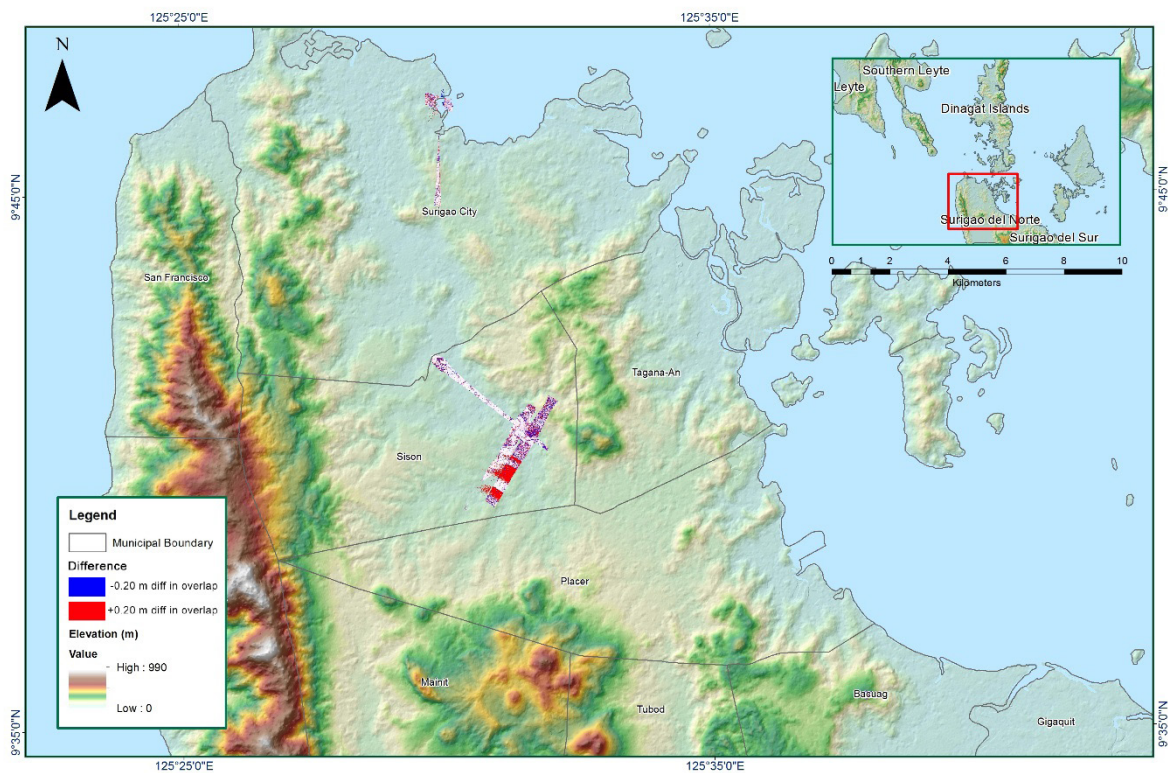 125°25'0"E
125°35'0"E
N
Southern Leyte
Leyte
Dinagat Islands
Surigao del Norte
Surigao del Sur
9°45'0"N
9°45'0"N
0 2 4 6 8 10
Kilometers
Surigao City
San Francisco
Tagana-An
Sison
Legend
Municipal Boundary
Difference
-0.20 m diff in overlap
+0.20 m diff in overlap
Elevation (m)
Value
High : 990
Low : 0
Placer
Mainit
Tubod
Bacuag
Gigaquit
9°35'0"N
9°35'0"N
125°25'0"E
125°35'0"E